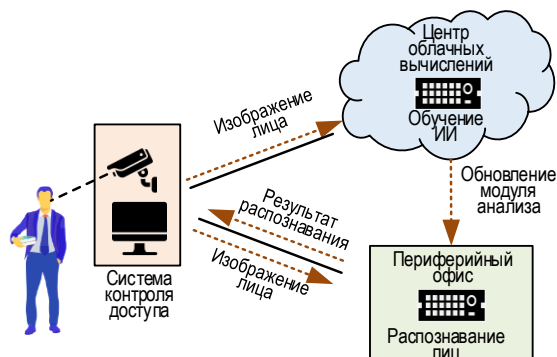 Центр
облачных
вычислений
Обучение
ИИ
Изображение
лица
Обновление
модуля
анализа
Результат
распознавания
Изображение
лица
Система
контроля
доступа
Периферийный
офис
Распознавание
лиц